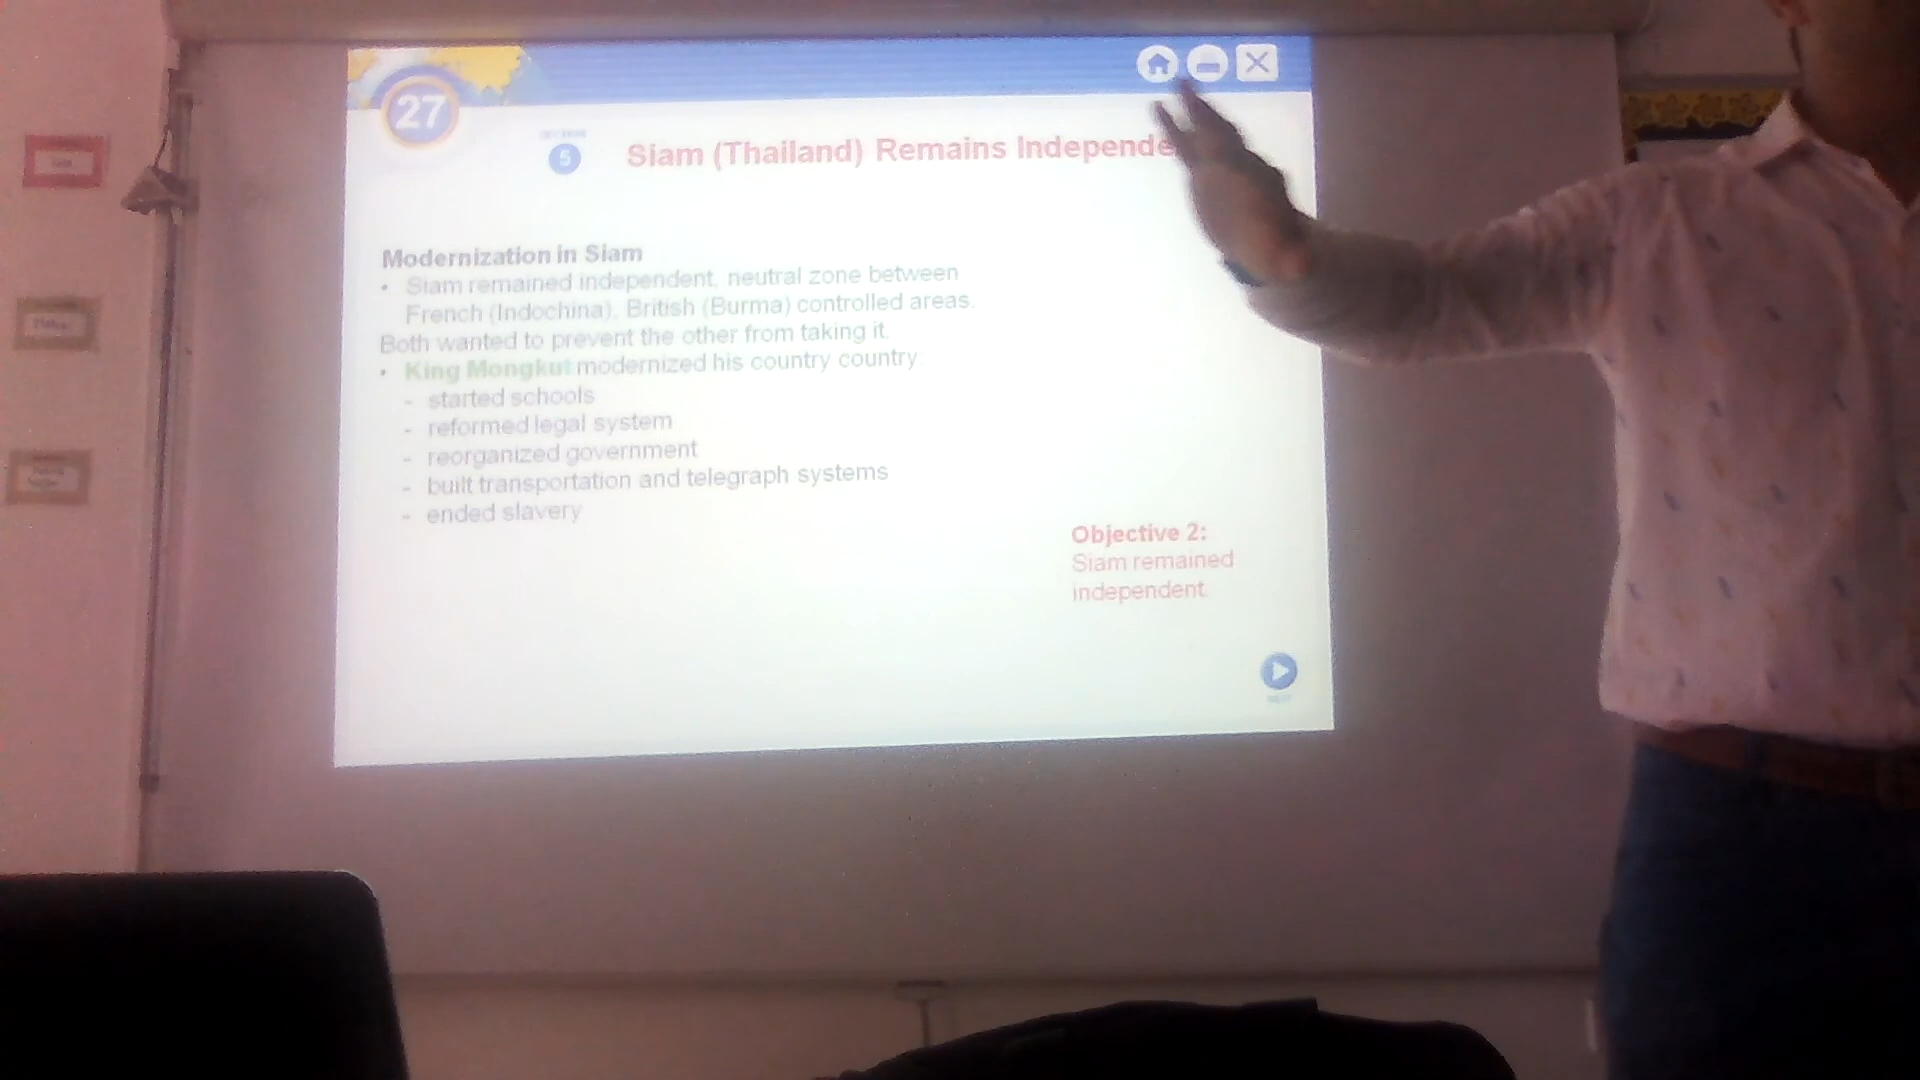 27
SECTION
5
Siam (Thailand) Remains Independe
Modernization in Siam
• Siam remained independent, neutral zone between
French (Indochina), British (Burma) controlled areas.
Both wanted to prevent the other from taking it.
• King Mongkut modernized his country country:
- started schools
- reformed legal system
- reorganized government
- built transportation and telegraph systems
- ended slavery
Objective 2:
Siam remained
independent.
NEXT